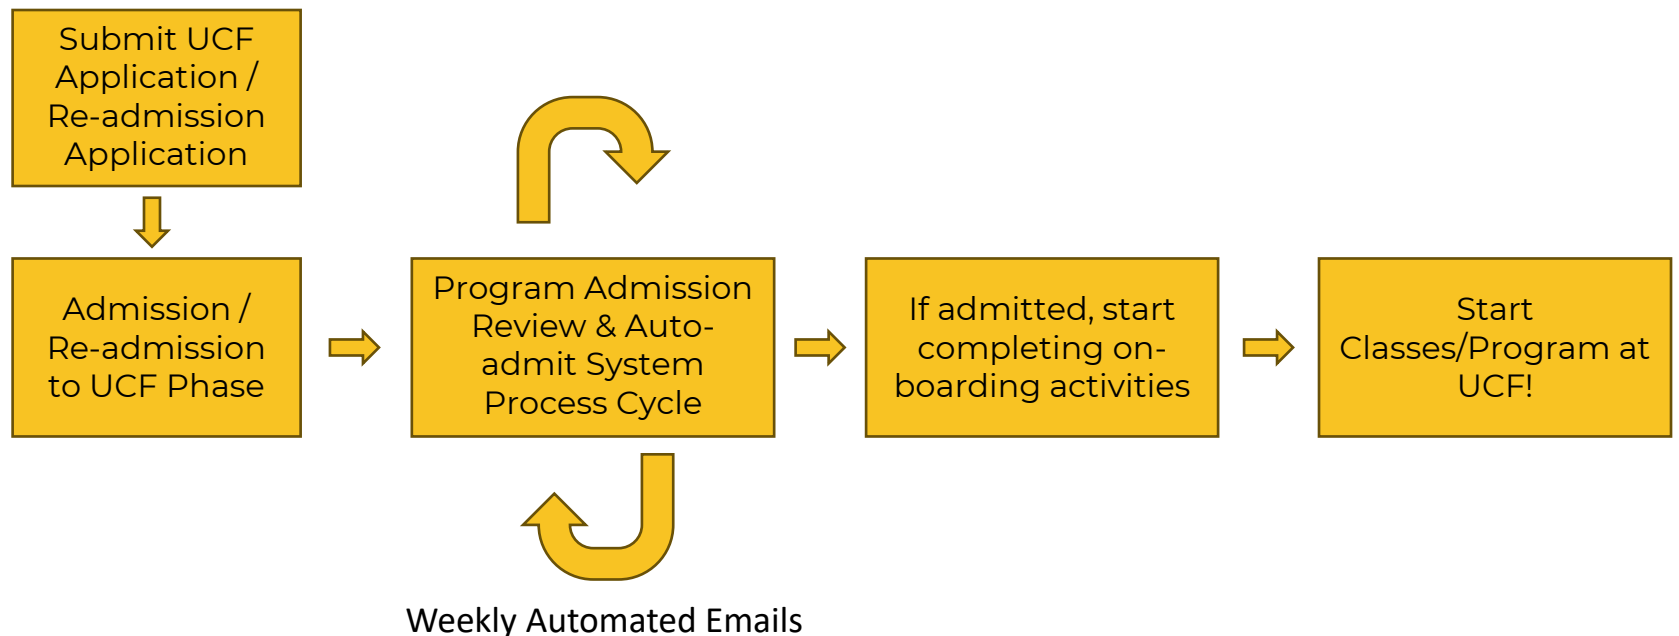 Submit UCF
Application /
Re-admission
Application
Admission /
Re-admission
to UCF Phase
Program Admission
Review & Auto-
admit System
Process Cycle
If admitted, start
completing on-
boarding activities
Start
Classes/Program at
UCF!
Weekly Automated Emails